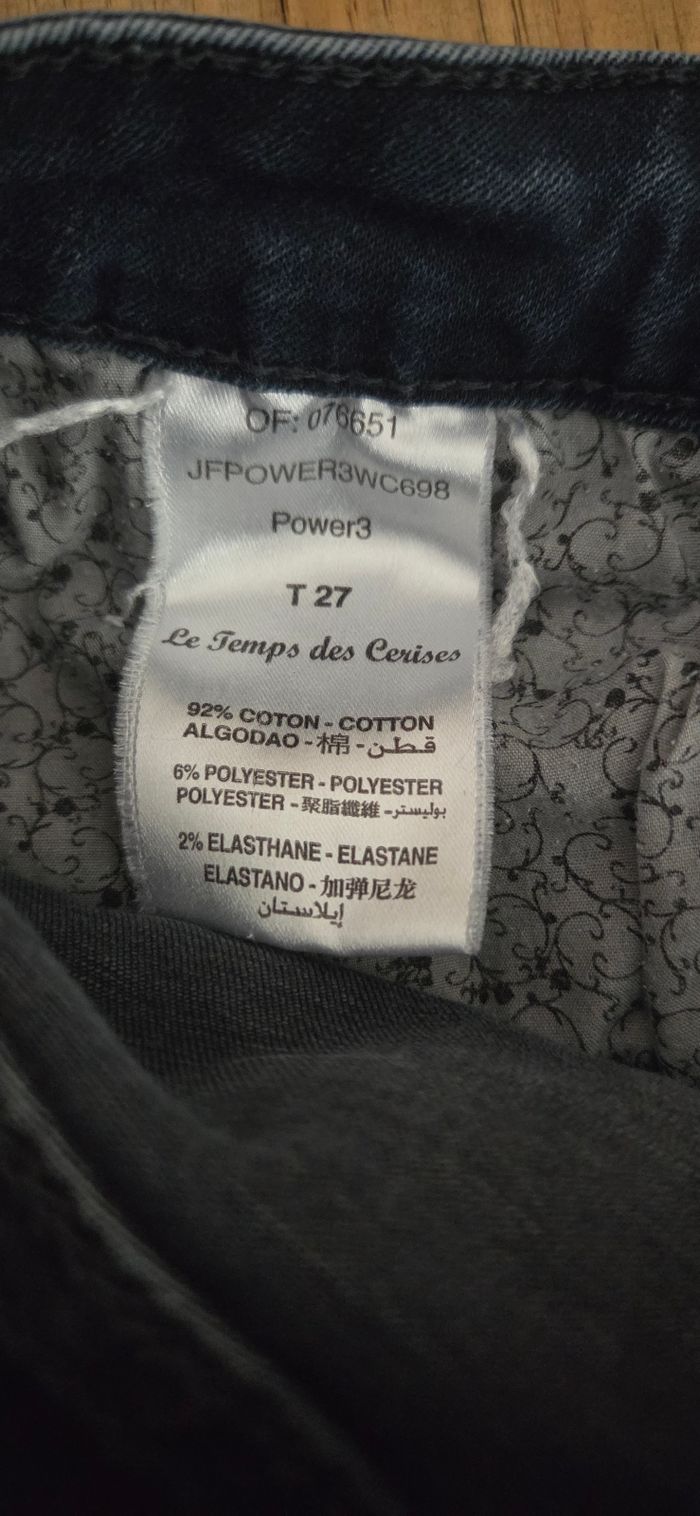 OF: 076651
JFPOWER3WC698
Power3
T 27
Le Temps des Cerises
92% COTON - COTTON
ALGODAO - 棉 - قطن
6% POLYESTER - POLYESTER
POLYESTER - 聚脂纖維 - بوليستر
2% ELASTHANE - ELASTANE
ELASTANO - 加弹尼龙
إيلاستان